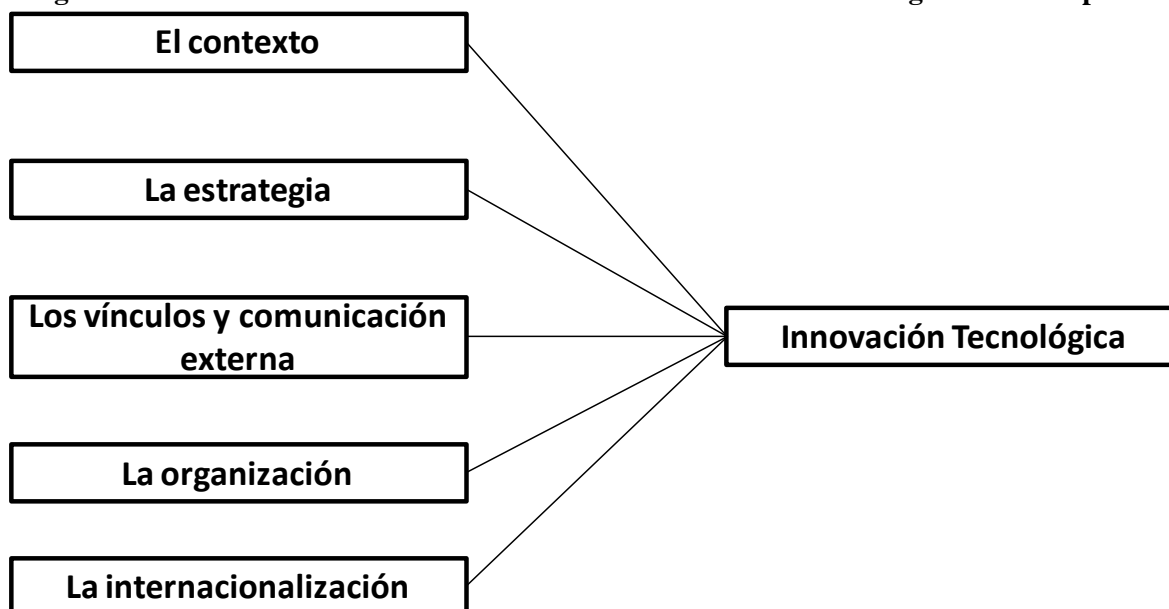 El contexto
La estrategia
Los vínculos y comunicación
externa
Innovación Tecnológica
La organización
La internacionalización